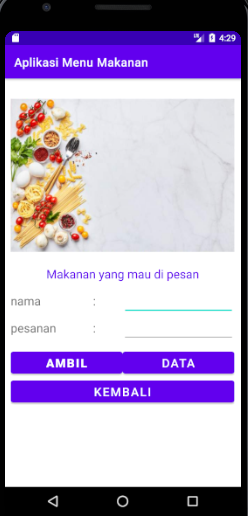 4:29
Aplikasi Menu Makanan
Makanan yang mau di pesan
nama :
pesanan :
AMBIL DATA
KEMBALI